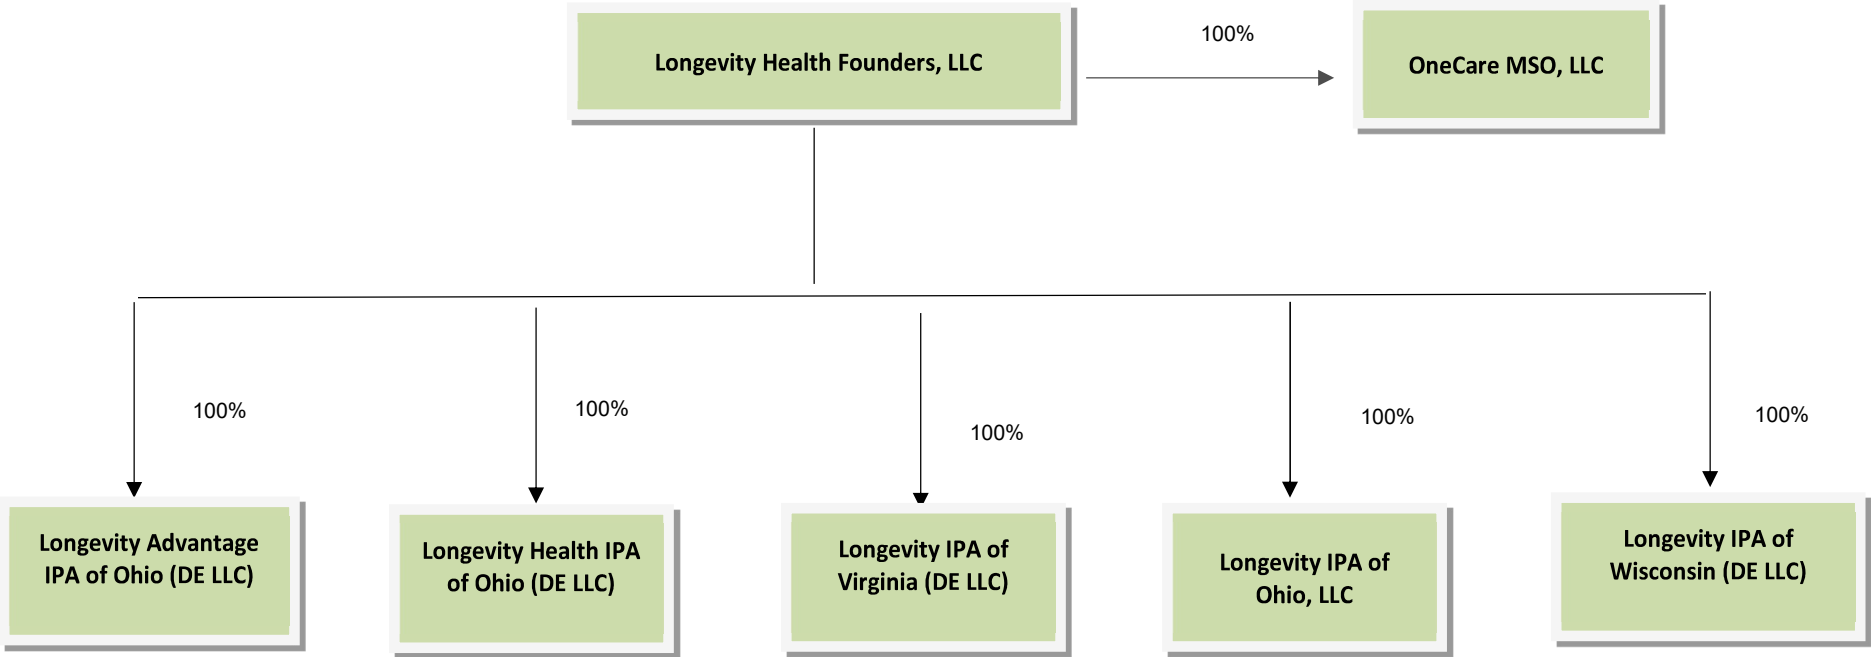 Longevity Health Founders, LLC
100%
OneCare MSO, LLC
100%
100%
100%
100%
100%
Longevity Advantage
IPA of Ohio (DE LLC)
Longevity Health IPA
of Ohio (DE LLC)
Longevity IPA of
Virginia (DE LLC)
Longevity IPA of
Ohio, LLC
Longevity IPA of
Wisconsin (DE LLC)